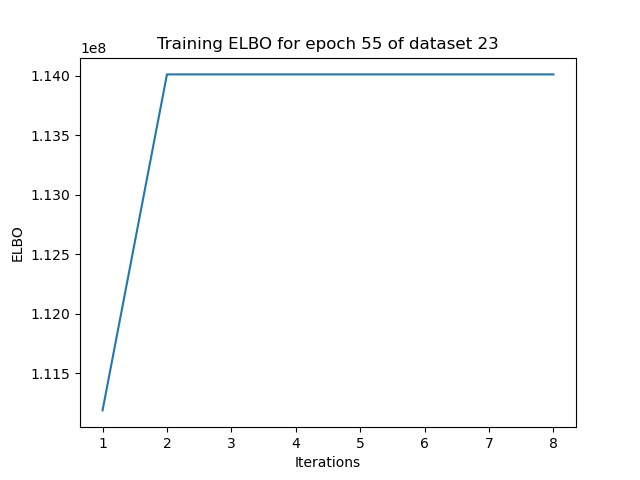 Training ELBO for epoch 55 of dataset 23
1e8
1.140
1.135
1.130
1.125
1.120
1.115
ELBO
1 2 3 4 5 6 7 8
Iterations